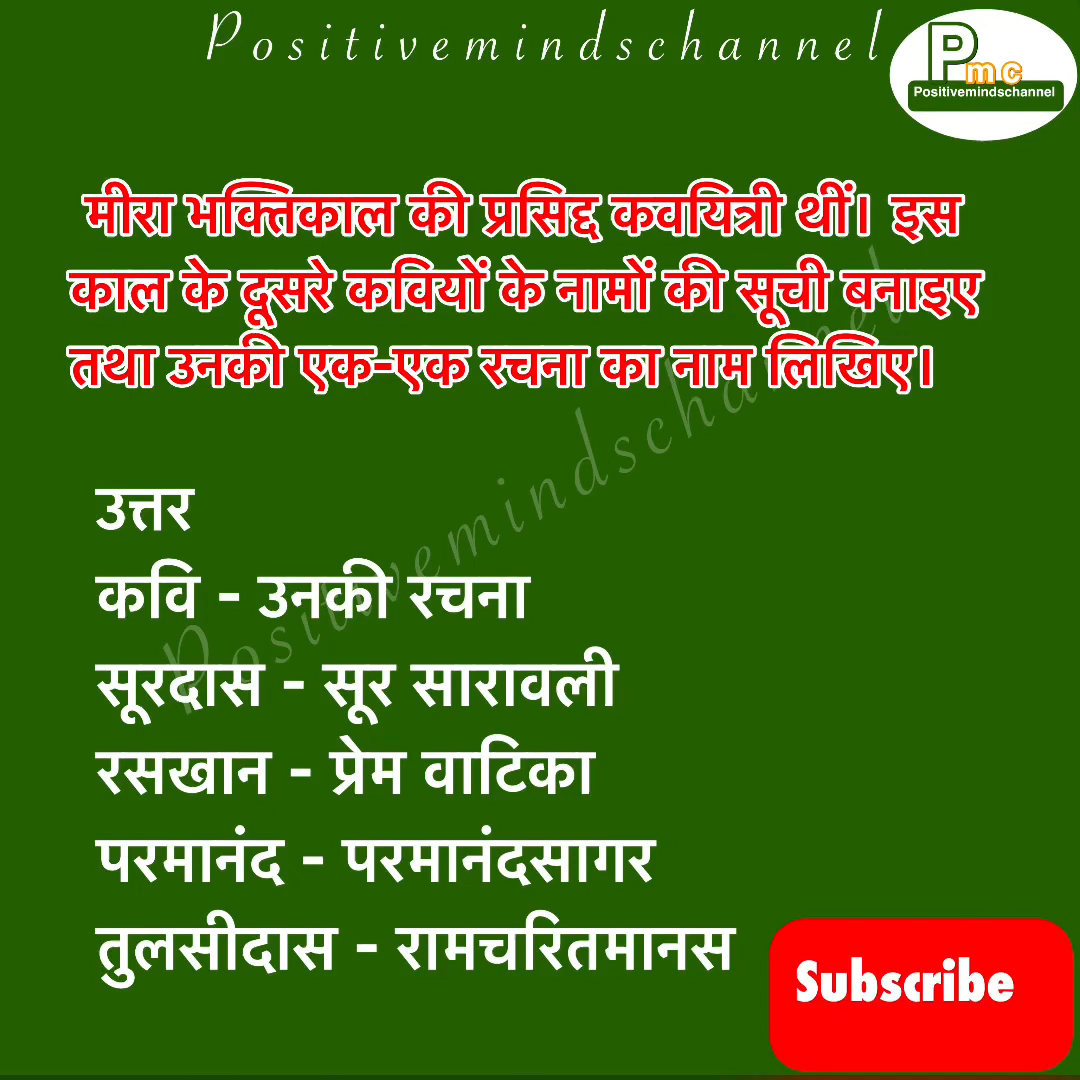 Positivemindschannel
Pmc
Positivemindschannel
मीरा भक्तिकाल की प्रसिद्द कवयित्री थीं। इस
काल के दूसरे कवियों के नामों की सूची बनाइए
तथा उनकी एक-एक रचना का नाम लिखिए।
Positivemindschannel
उत्तर
कवि - उनकी रचना
सूरदास - सूर सारावली
रसखान - प्रेम वाटिका
परमानंद - परमानंदसागर
तुलसीदास - रामचरितमानस
Subscribe